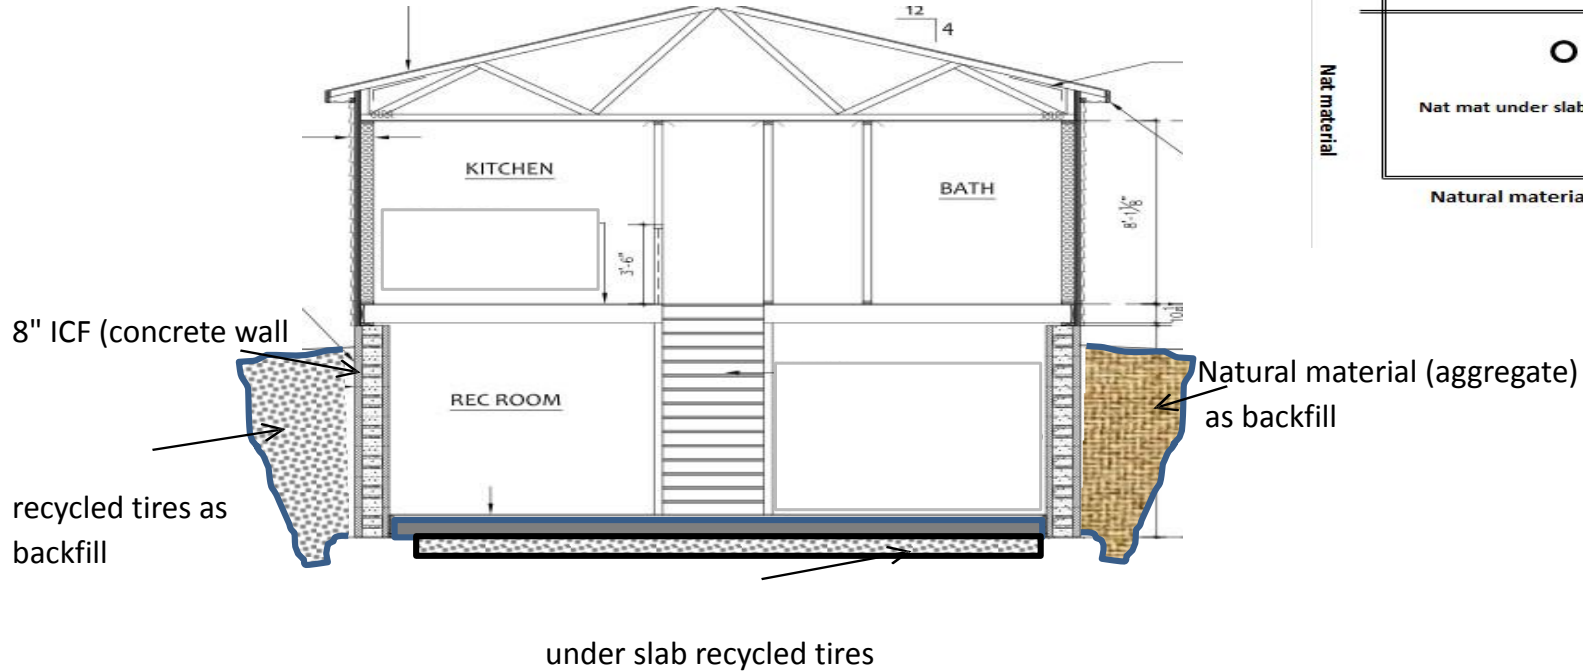 12
4
KITCHEN
BATH
8'-1⅛"
3'-6"
8" ICF (concrete wall
REC ROOM
Natural material (aggregate)
as backfill
recycled tires as
backfill
under slab recycled tires
Nat material
Nat mat under slab
Natural materia